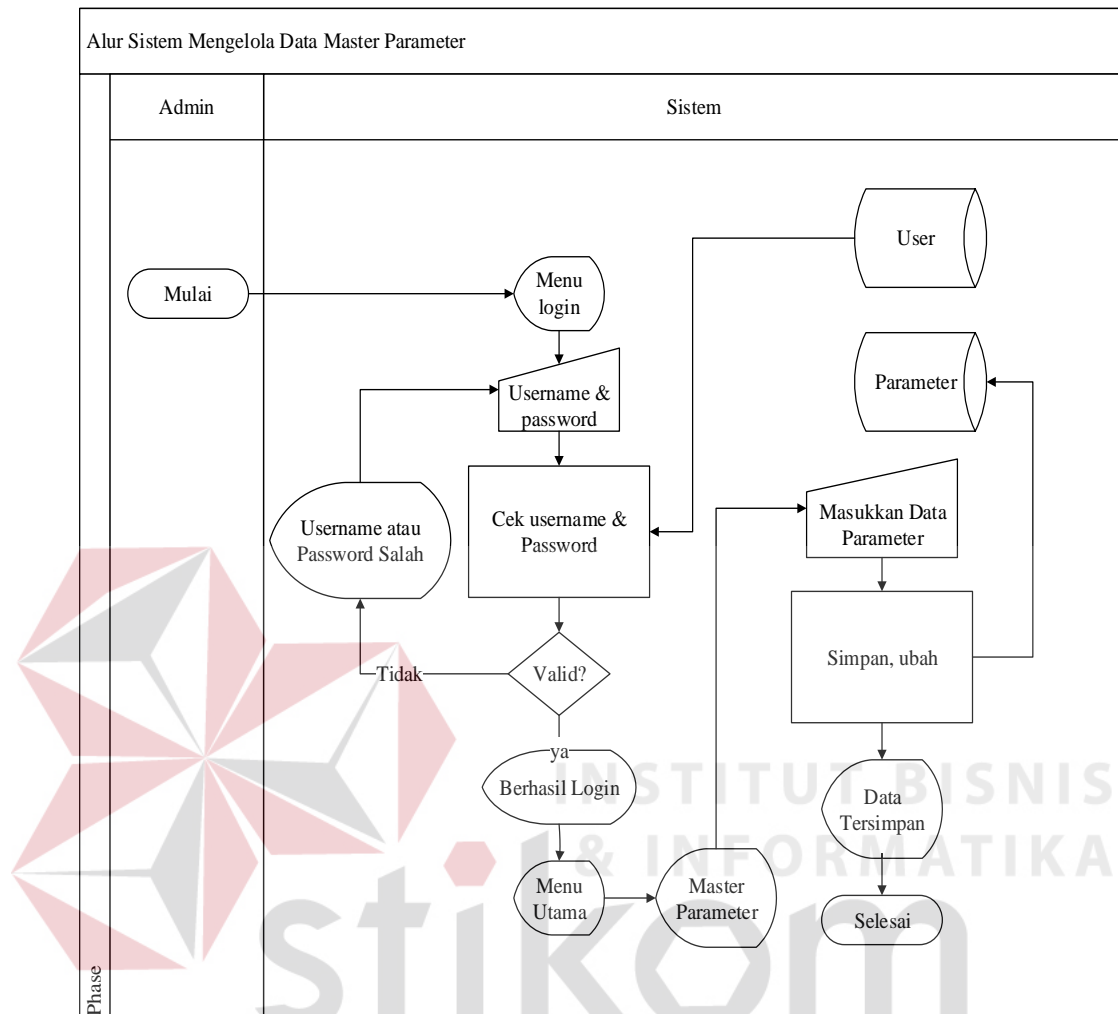 Alur Sistem Mengelola Data Master Parameter
Admin
Sistem
User
Mulai
Menu
login
Parameter
Username &
password
Masukkan Data
Parameter
Username atau
Password Salah
Cek username &
Password
Simpan, ubah
Tidak
Valid?
ya
Berhasil Login
Data
Tersimpan
Menu
Utama
Master
Parameter
Selesai
Phase
INSTITUT BISNIS
& INFORMATIKA
stikom